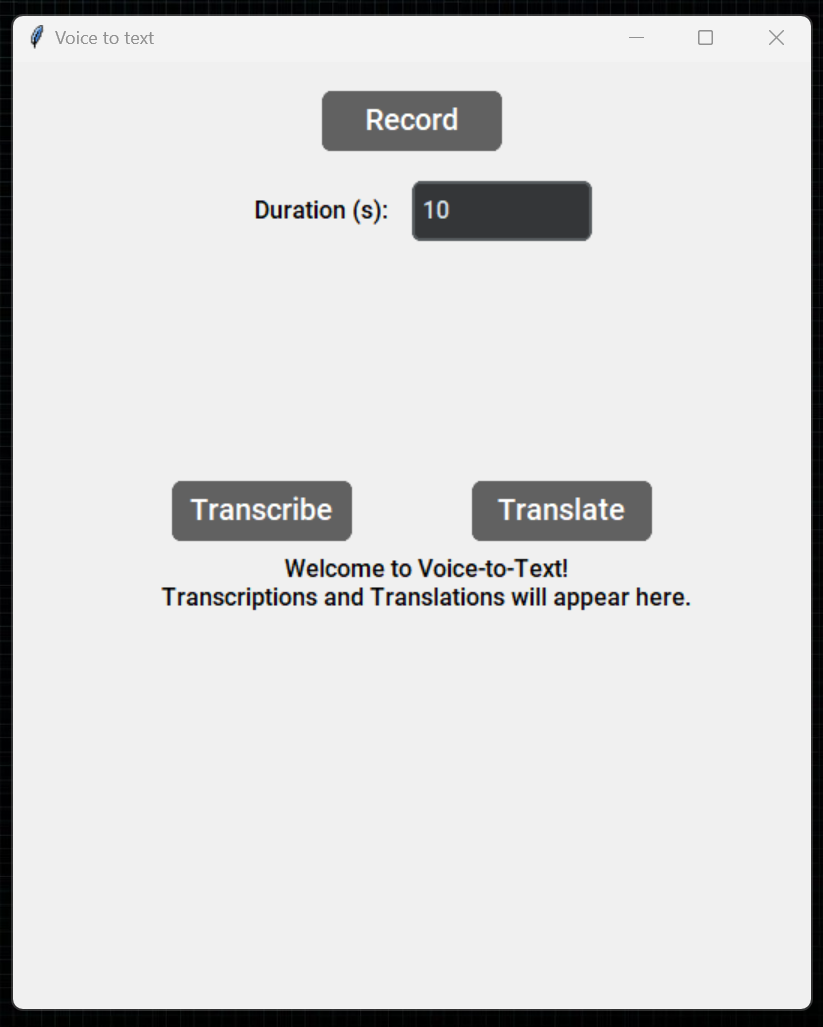 Voice to text
Record
Duration (s): 10
Transcribe Translate
Welcome to Voice-to-Text!
Transcriptions and Translations will appear here.